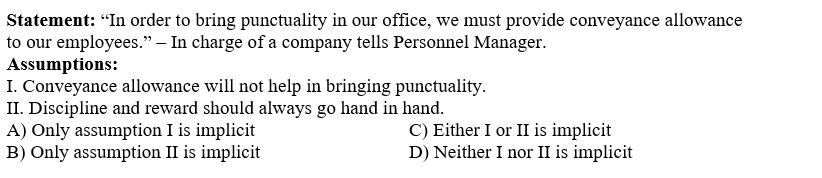 Statement: “In order to bring punctuality in our office, we must provide conveyance allowance
to our employees.” – In charge of a company tells Personnel Manager.
Assumptions:
I. Conveyance allowance will not help in bringing punctuality.
II. Discipline and reward should always go hand in hand.
A) Only assumption I is implicit C) Either I or II is implicit
B) Only assumption II is implicit D) Neither I nor II is implicit